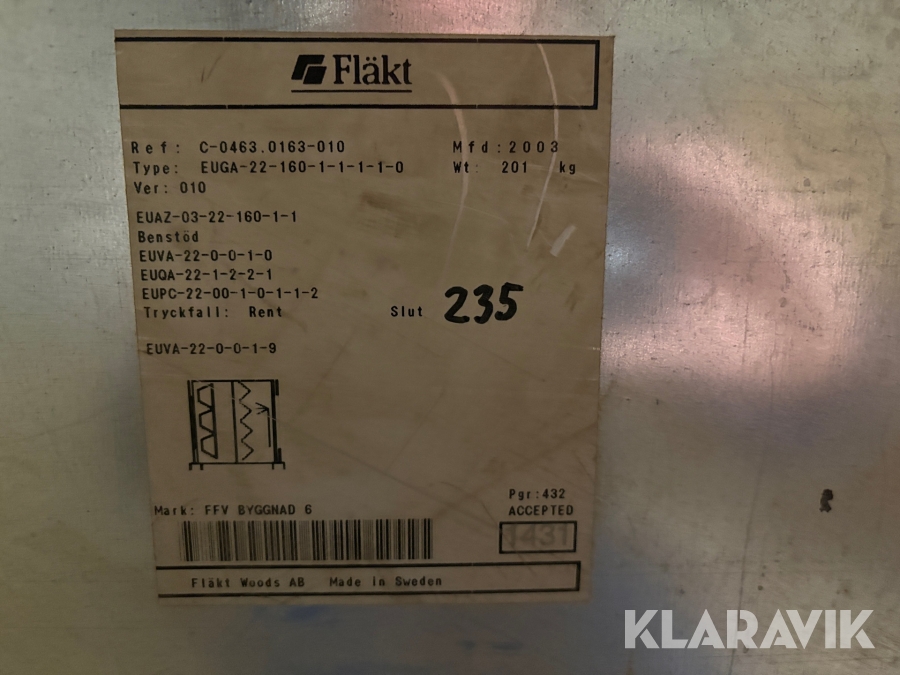 Fläkt
Ref: C-0463.0163-010 Mfd:2003
Type: EUGA-22-160-1-1-1-1-0 Wt: 201 kg
Ver: 010
EUAZ-03-22-160-1-1
Benstöd
EUVA-22-0-0-1-0
EUQA-22-1-2-2-1
EUPC-22-00-1-0-1-1-2
Tryckfall: Rent Slut 235
EUVA-22-0-0-1-9
Pgr:432
Mark: FFV BYGGNAD 6 ACCEPTED
1431
Fläkt Woods AB Made in Sweden
KLARAVIK